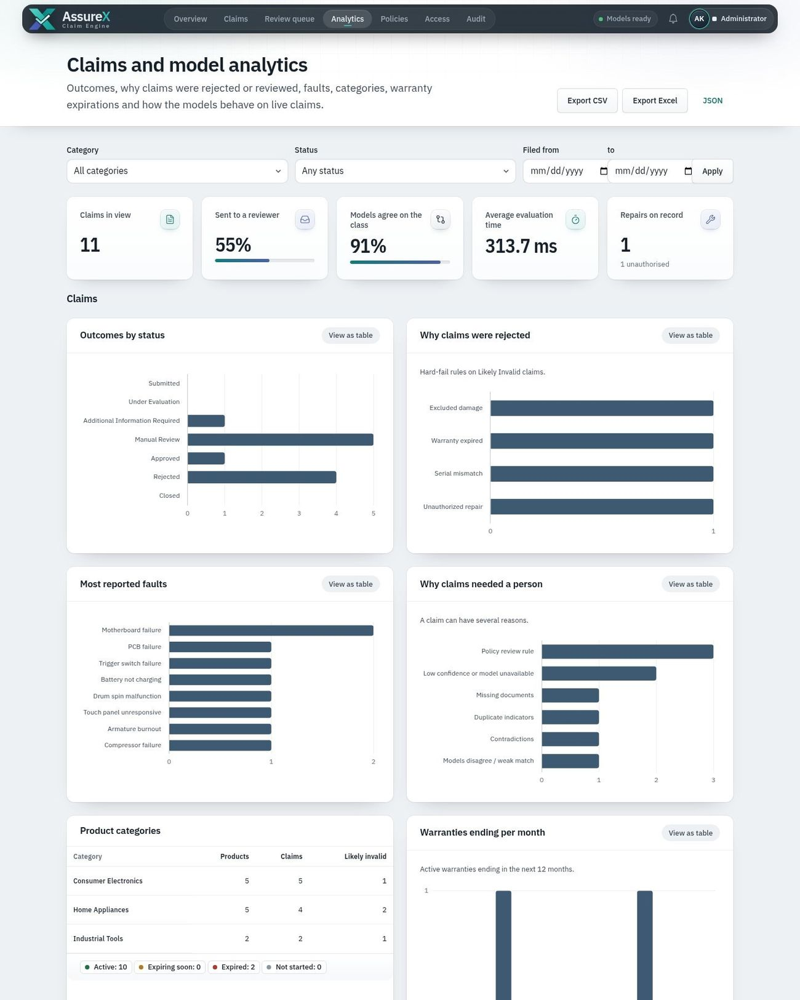 AssureX
Claim Engine
Overview
Claims
Review queue
Analytics
Policies
Access
Audit
Models ready
AK
Administrator
Claims and model analytics
Outcomes, why claims were rejected or reviewed, faults, categories, warranty
expirations and how the models behave on live claims.
Export CSV
Export Excel
JSON
Category
Status
Filed from
to
All categories
Any status
mm/dd/yyyy
mm/dd/yyyy
Apply
Claims in view
11
Sent to a reviewer
55%
Models agree on the
class
91%
Average evaluation
time
313.7 ms
Repairs on record
1
1 unauthorised
Claims
Outcomes by status
View as table
Submitted
Under Evaluation
Additional Information Required
Manual Review
Approved
Rejected
Closed
0 1 2 3 4 5
Why claims were rejected
View as table
Hard-fail rules on Likely Invalid claims.
Excluded damage
Warranty expired
Serial mismatch
Unauthorized repair
0 1
Most reported faults
View as table
Motherboard failure
PCB failure
Trigger switch failure
Battery not charging
Drum spin malfunction
Touch panel unresponsive
Armature burnout
Compressor failure
0 1 2
Why claims needed a person
View as table
A claim can have several reasons.
Policy review rule
Low confidence or model unavailable
Missing documents
Duplicate indicators
Contradictions
Models disagree / weak match
0 1 2 3
Product categories
Category Products Claims Likely invalid
Consumer Electronics 5 5 1
Home Appliances 5 4 2
Industrial Tools 2 2 1
Active: 10
Expiring soon: 0
Expired: 2
Not started: 0
Warranties ending per month
View as table
Active warranties ending in the next 12 months.
1